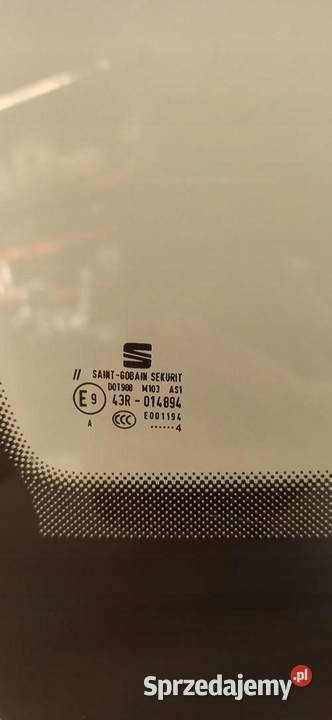 // SAINT-GOBAIN SEKURIT
DOT988 M103 AS1
E9 43R-014894
A CCC E001194
······4
Sprzedajemy.pl